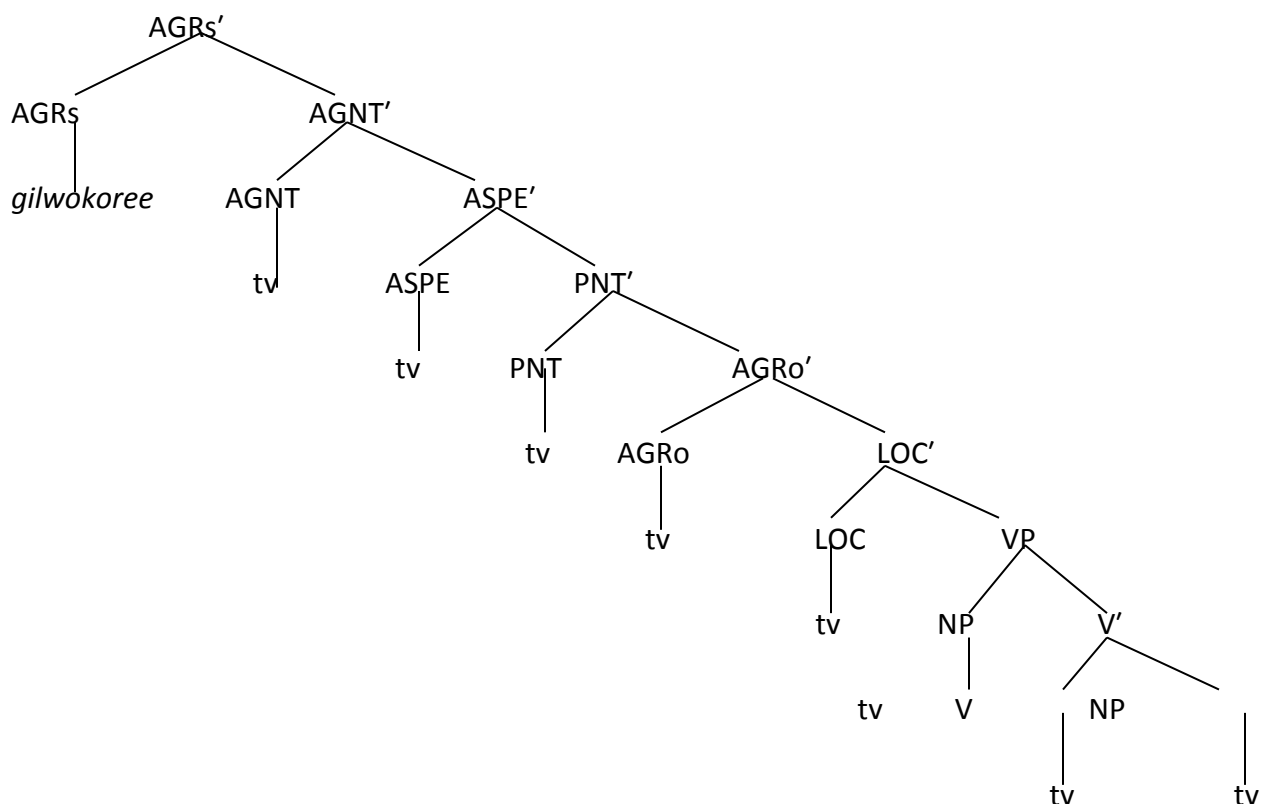 AGRs′
AGRs AGNT′
gilwokoree AGNT ASPE′
tv ASPE PNT′
tv PNT AGRo′
tv AGRo LOC′
tv LOC VP
tv NP V′
tv V NP
tv tv